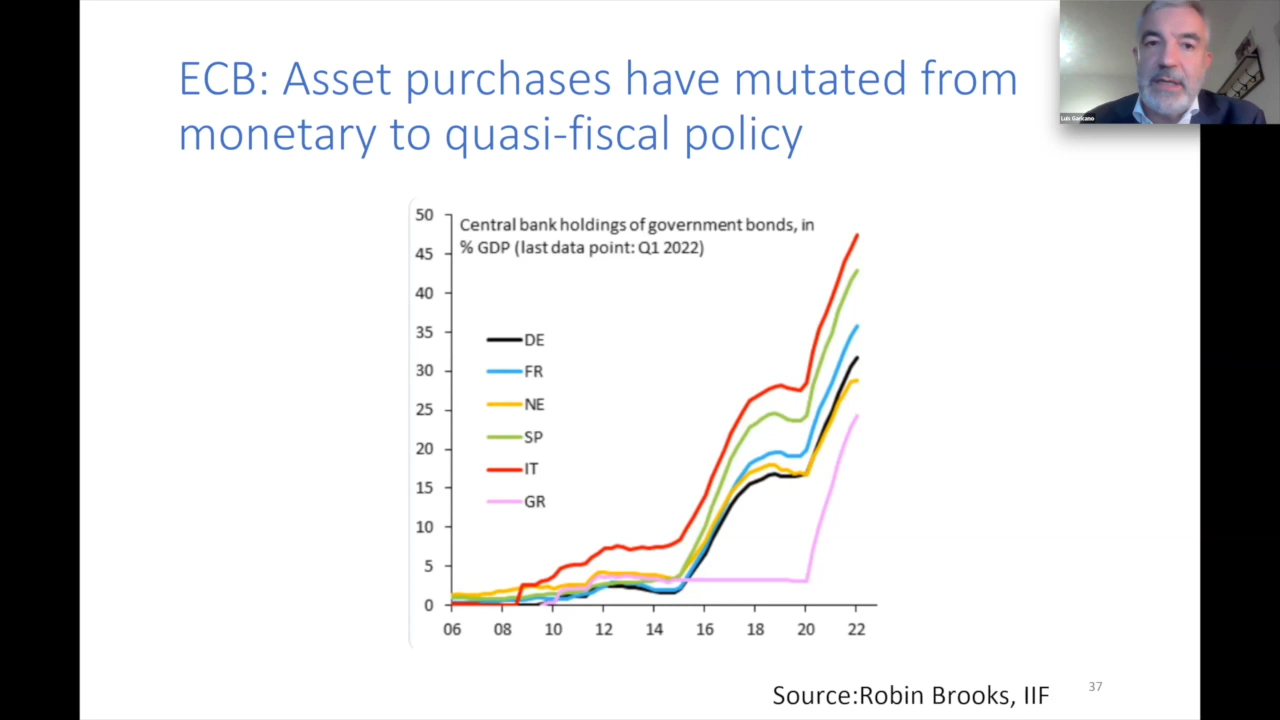 ECB: Asset purchases have mutated from
monetary to quasi-fiscal policy
Luis Garicano
50
45
40
35
30
25
20
15
10
5
0
Central bank holdings of government bonds, in
% GDP (last data point: Q1 2022)
DE
FR
NE
SP
IT
GR
06 08 10 12 14 16 18 20 22
Source:Robin Brooks, IIF
37